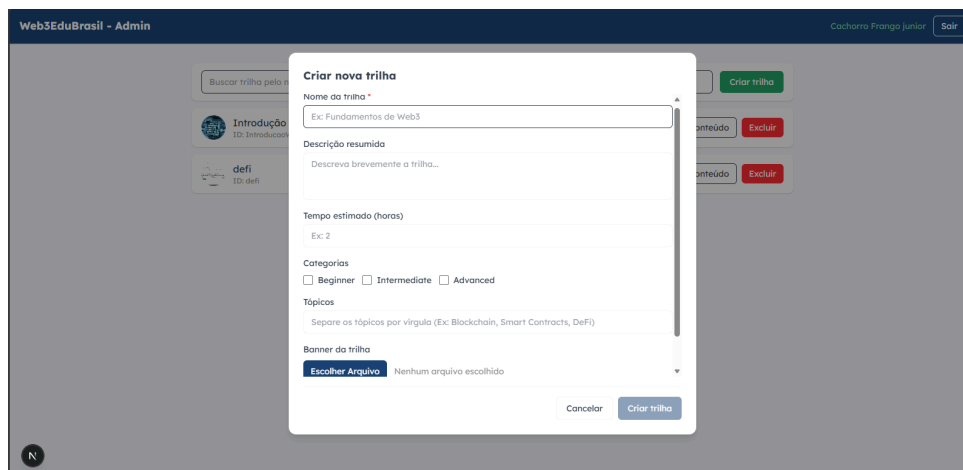 Web3EduBrasil - Admin
Cachorro Frango junior
Sair
Buscar trilha pelo n
Criar trilha
Introdução
ID: Introducao
onteúdo
Excluir
defi
ID: defi
onteúdo
Excluir
Criar nova trilha
Nome da trilha *
Ex: Fundamentos de Web3
Descrição resumida
Descreva brevemente a trilha...
Tempo estimado (horas)
Ex: 2
Categorias
Beginner Intermediate Advanced
Tópicos
Separe os tópicos por vírgula (Ex: Blockchain, Smart Contracts, DeFi)
Banner da trilha
Escolher Arquivo Nenhum arquivo escolhido
Cancelar
Criar trilha
N